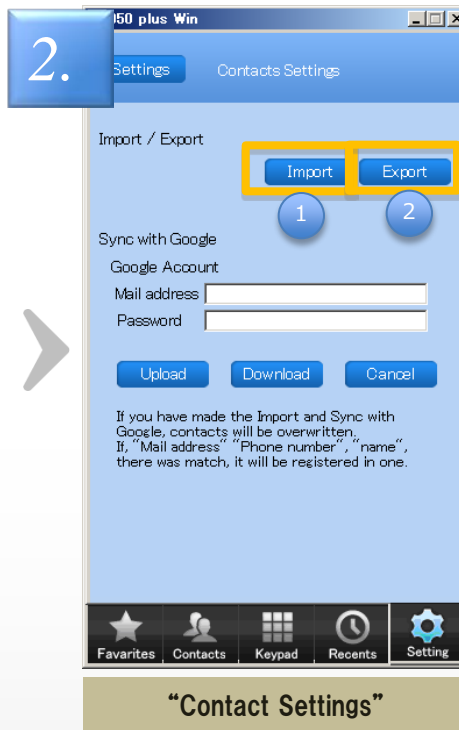 050 plus Win
2.
Settings Contacts Settings
Import / Export
Import Export
1 2
Sync with Google
Google Account
Mail address
Password
Upload Download Cancel
If you have made the Import and Sync with
Google, contacts will be overwritten.
If, "Mail address" "Phone number", "name",
there was match, it will be registered in one.
Favarites Contacts Keypad Recents Setting
“Contact Settings”